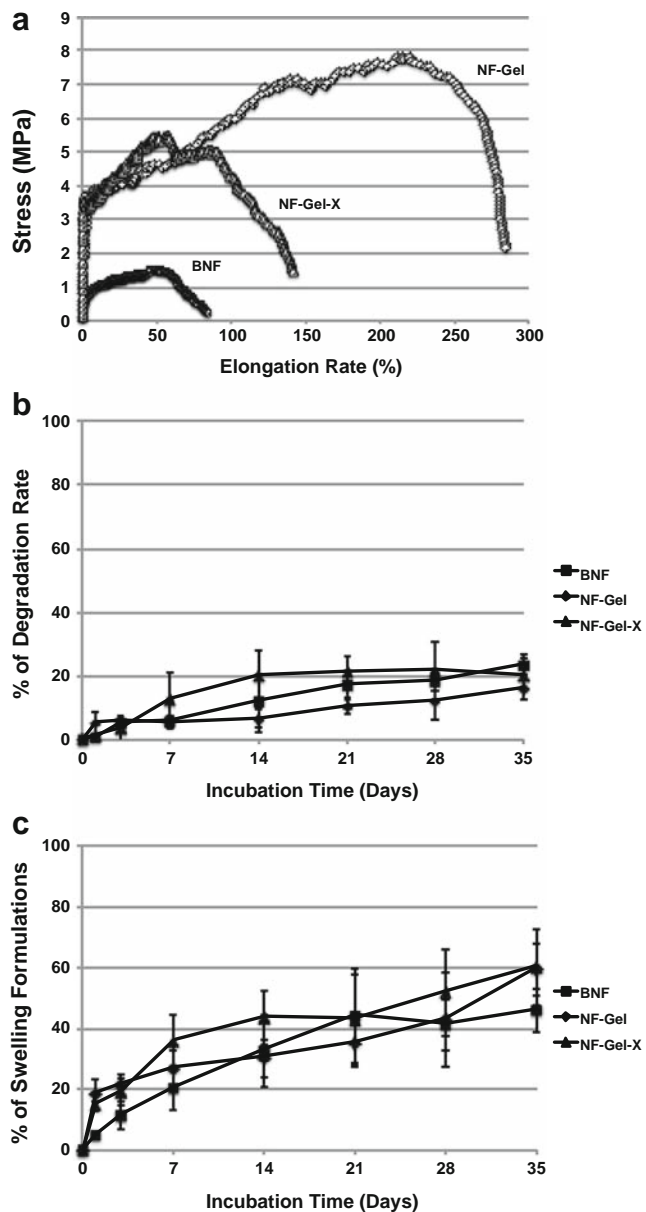 a
Stress (MPa)
9
8
7
6
5
4
3
2
1
0
NF-Gel
NF-Gel-X
BNF
0 50 100 150 200 250 300
Elongation Rate (%)
b
% of Degradation Rate
100
80
60
40
20
0
BNF
NF-Gel
NF-Gel-X
0 7 14 21 28 35
Incubation Time (Days)
c
% of Swelling Formulations
100
80
60
40
20
0
BNF
NF-Gel
NF-Gel-X
0 7 14 21 28 35
Incubation Time (Days)